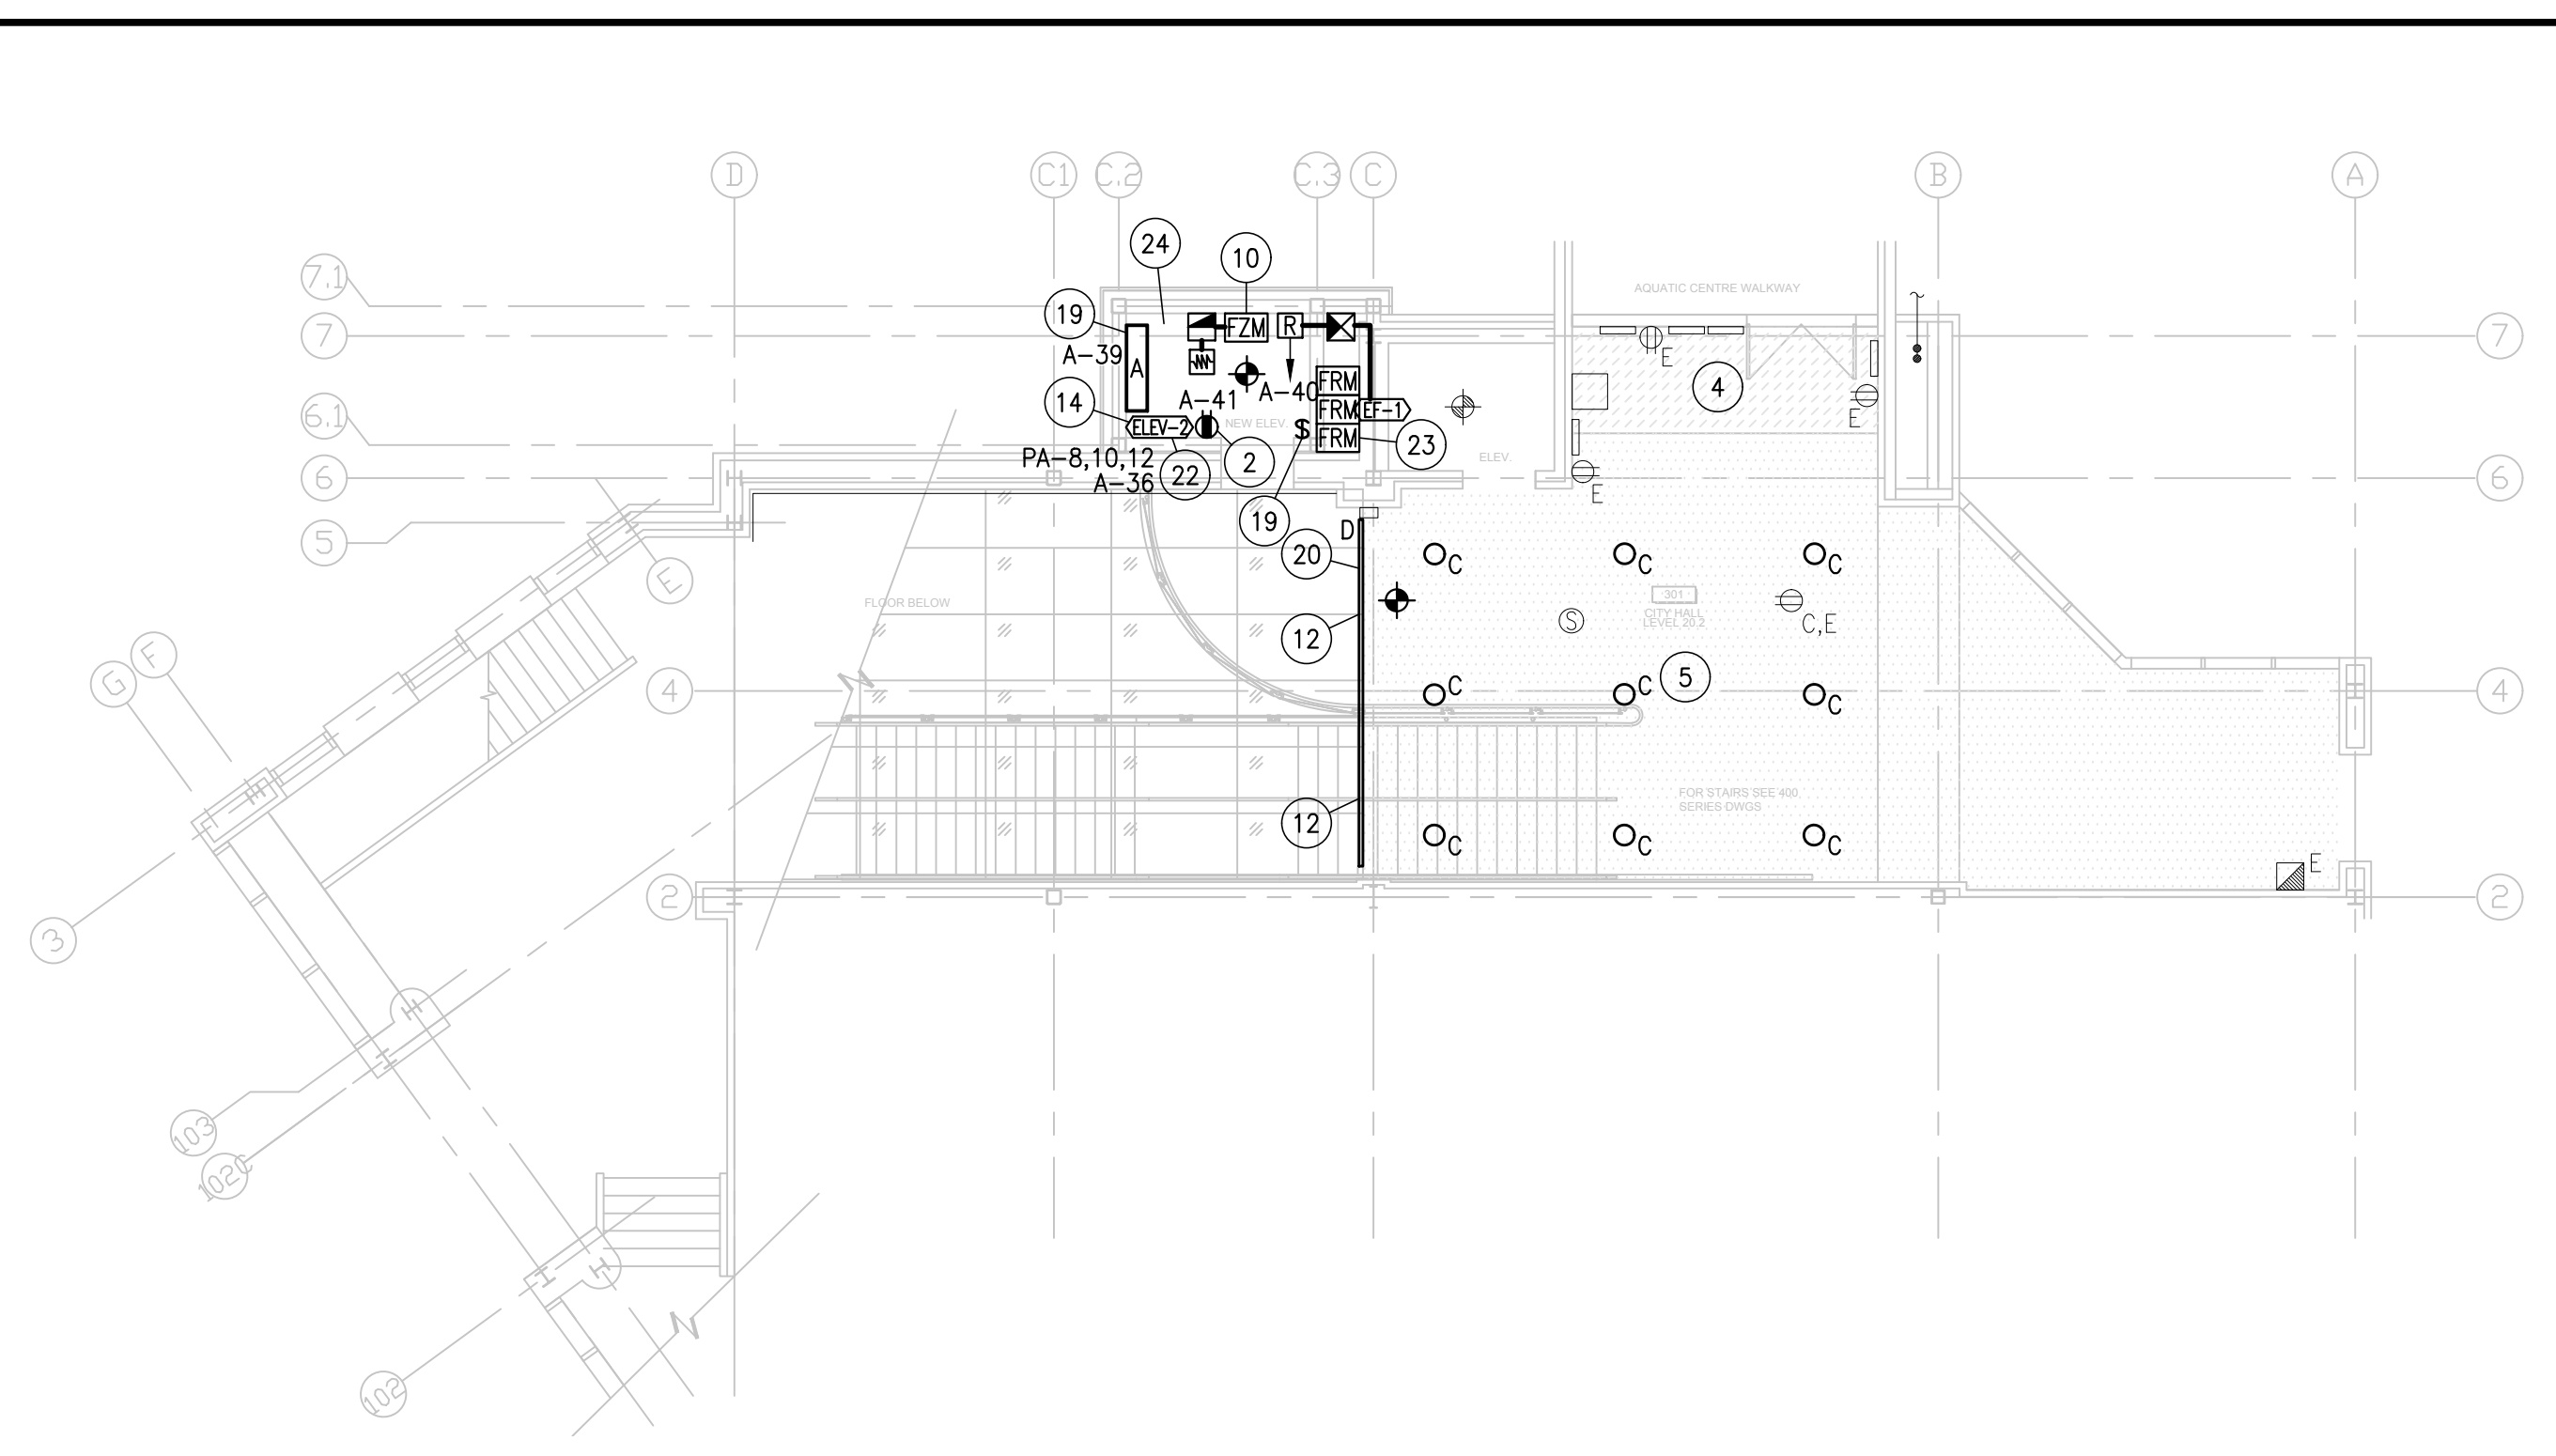 D
C1
C.2
C.3
C
B
A
24
10
7.1
19
AQUATIC CENTRE WALKWAY
7
FZM
R
7
A-39
A
E
FRM
4
A-41
A-40
14
FRM
EF-1
E
6.1
ELEV-2
NEW ELEV.
$
FRM
23
PA-8,10,12
22
2
ELEV.
6
A-36
E
6
19
D
5
20
C
C
C
E
FLOOR BELOW
301
CITY HALL
LEVEL 20.2
S
C,E
12
F
G
4
C
C
5
C
4
FOR STAIRS SEE 400
SERIES DWGS
12
C
C
C
E
2
2
3
103
102C
102